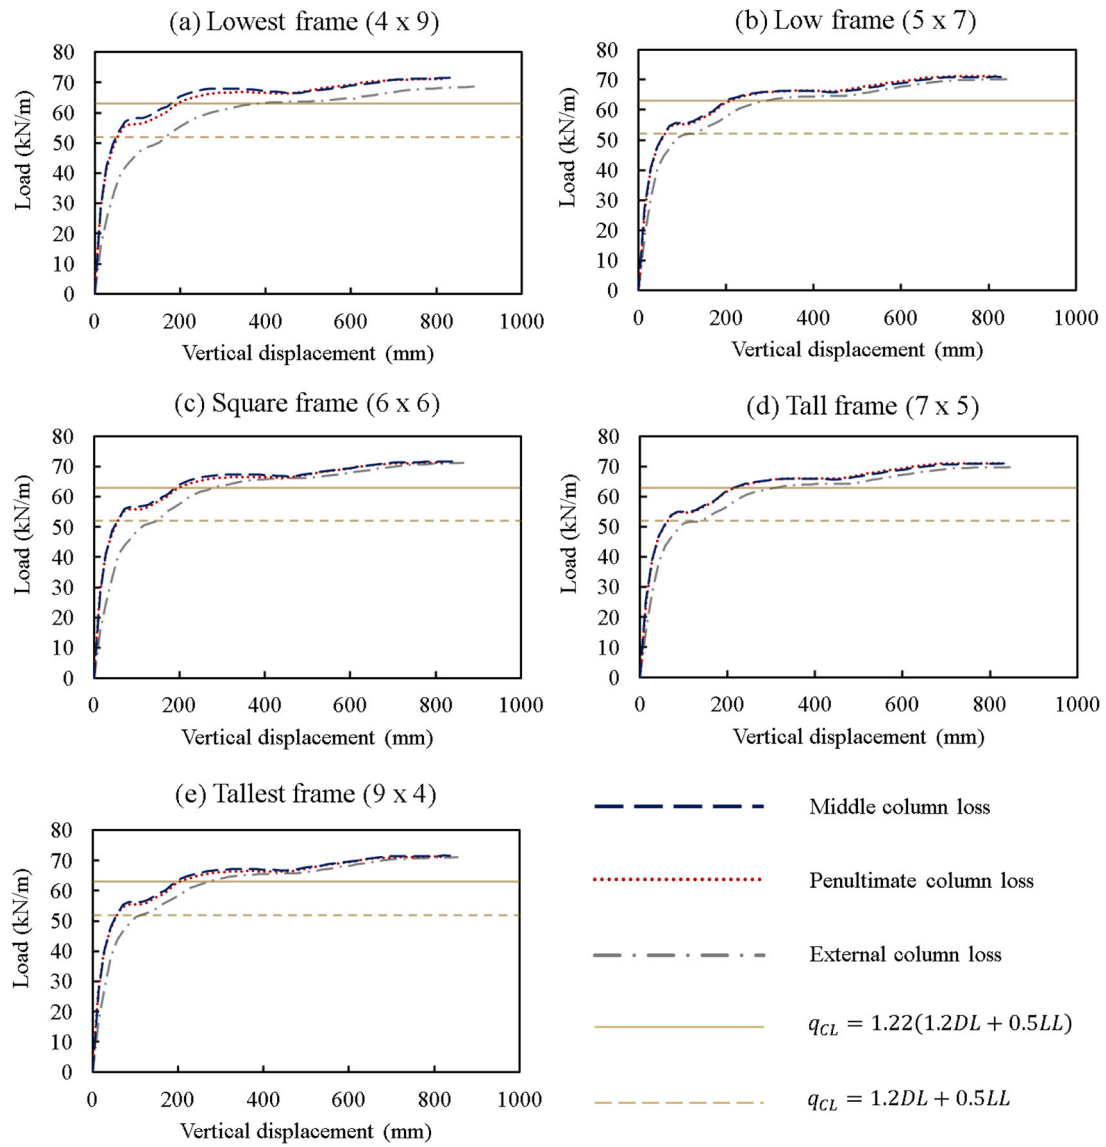 (a) Lowest frame (4 x 9)
80
70
60
50
40
30
20
10
0
Load (kN/m)
0 200 400 600 800 1000
Vertical displacement (mm)
(b) Low frame (5 x 7)
80
70
60
50
40
30
20
10
0
Load (kN/m)
0 200 400 600 800 1000
Vertical displacement (mm)
(c) Square frame (6 x 6)
80
70
60
50
40
30
20
10
0
Load (kN/m)
0 200 400 600 800 1000
Vertical displacement (mm)
(d) Tall frame (7 x 5)
80
70
60
50
40
30
20
10
0
Load (kN/m)
0 200 400 600 800 1000
Vertical displacement (mm)
(e) Tallest frame (9 x 4)
80
70
60
50
40
30
20
10
0
Load (kN/m)
0 200 400 600 800 1000
Vertical displacement (mm)
Middle column loss
Penultimate column loss
External column loss
q_CL = 1.22(1.2DL + 0.5LL)
q_CL = 1.2DL + 0.5LL